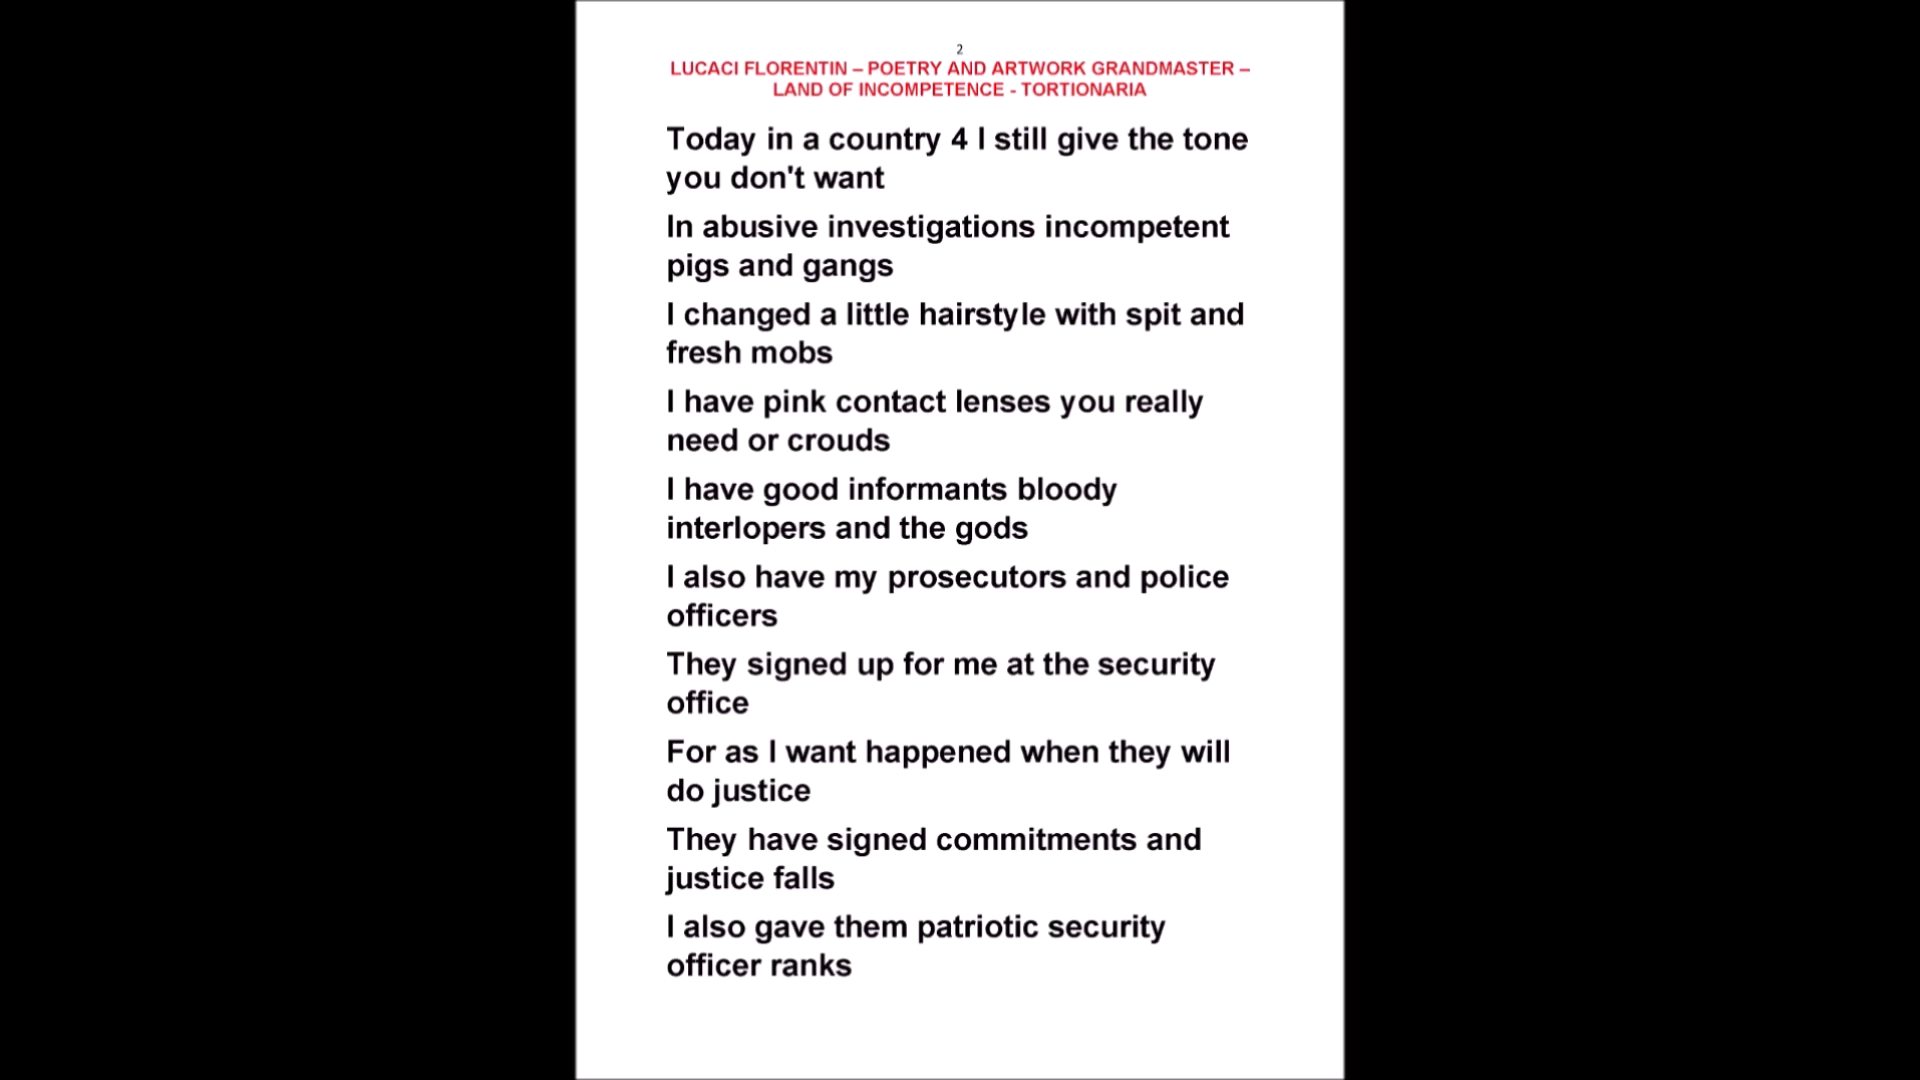 2
LUCACI FLORENTIN – POETRY AND ARTWORK GRANDMASTER –
LAND OF INCOMPETENCE - TORTIONARIA
Today in a country 4 I still give the tone
you don't want
In abusive investigations incompetent
pigs and gangs
I changed a little hairstyle with spit and
fresh mobs
I have pink contact lenses you really
need or crouds
I have good informants bloody
interlopers and the gods
I also have my prosecutors and police
officers
They signed up for me at the security
office
For as I want happened when they will
do justice
They have signed commitments and
justice falls
I also gave them patriotic security
officer ranks